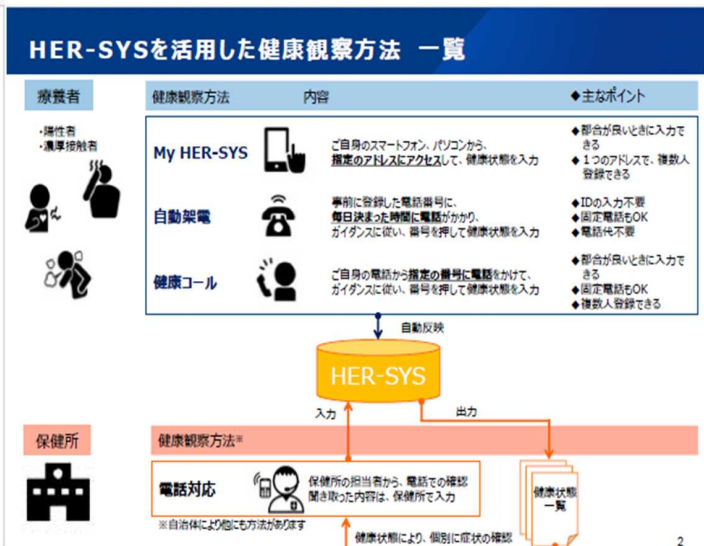 HER-SYSを活用した健康観察方法 一覧
療養者
健康観察方法
内容
◆主なポイント
・陽性者
・濃厚接触者
My HER-SYS
ご自身のスマートフォン、パソコンから、
指定のアドレスにアクセスして、健康状態を入力
◆都合が良いときに入力で
きる
◆1つのアドレスで、複数人
登録できる
自動架電
事前に登録した電話番号に、
毎日決まった時間に電話がかかり、
ガイダンスに従い、番号を押して健康状態を入力
◆IDの入力不要
◆固定電話もOK
◆電話代不要
健康コール
ご自身の電話から指定の番号に電話をかけて、
ガイダンスに従い、番号を押して健康状態を入力
◆都合が良いときに入力で
きる
◆固定電話もOK
◆複数人登録できる
自動反映
HER-SYS
入力
出力
保健所
健康観察方法※
電話対応
保健所の担当者から、電話での確認
聞き取った内容は、保健所で入力
健康状態
一覧
※自治体により他にも方法があります
健康状態により、個別に症状の確認
2